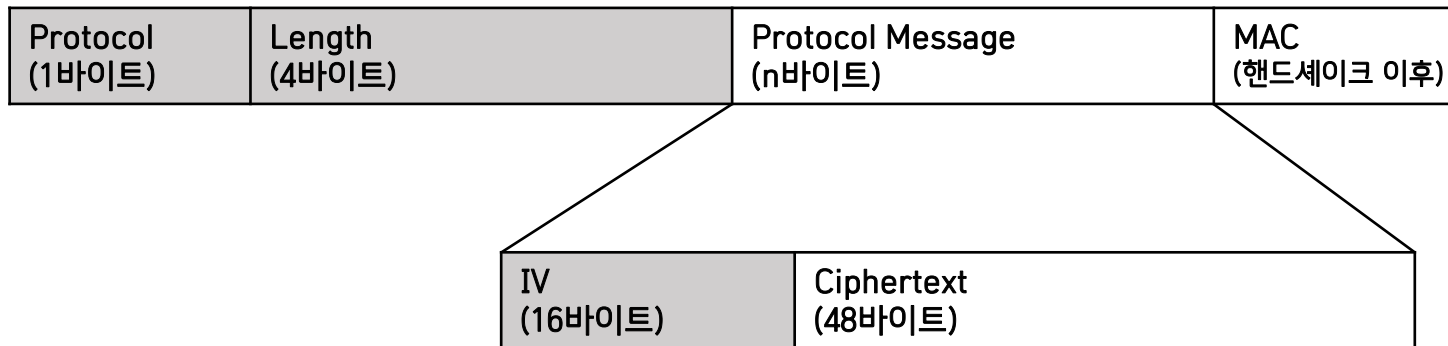 Protocol
(1바이트)
Length
(4바이트)
Protocol Message
(n바이트)
MAC
(핸드셰이크 이후)
IV
(16바이트)
Ciphertext
(48바이트)